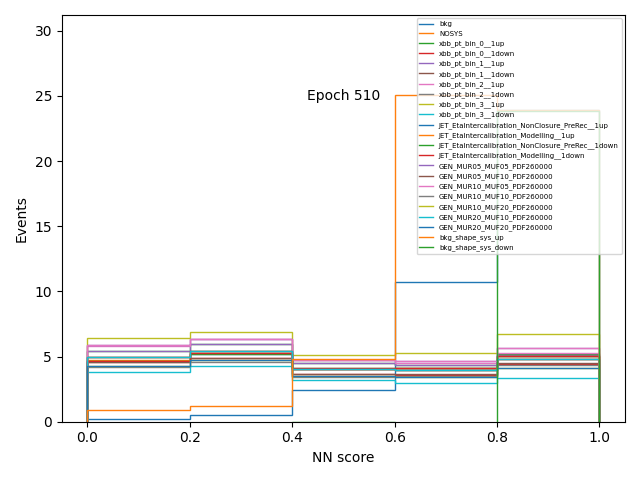 bkg
NOSYS
xbb_pt_bin_0__1up
xbb_pt_bin_0__1down
xbb_pt_bin_1__1up
xbb_pt_bin_1__1down
xbb_pt_bin_2__1up
xbb_pt_bin_2__1down
xbb_pt_bin_3__1up
xbb_pt_bin_3__1down
JET_EtaIntercalibration_NonClosure_PreRec__1up
JET_EtaIntercalibration_Modelling__1up
JET_EtaIntercalibration_NonClosure_PreRec__1down
JET_EtaIntercalibration_Modelling__1down
GEN_MUR05_MUF05_PDF260000
GEN_MUR05_MUF10_PDF260000
GEN_MUR10_MUF05_PDF260000
GEN_MUR10_MUF10_PDF260000
GEN_MUR10_MUF20_PDF260000
GEN_MUR20_MUF10_PDF260000
GEN_MUR20_MUF20_PDF260000
bkg_shape_sys_up
bkg_shape_sys_down
Epoch 510
30
25
20
15
10
5
0
Events
0.0 0.2 0.4 0.6 0.8 1.0
NN score